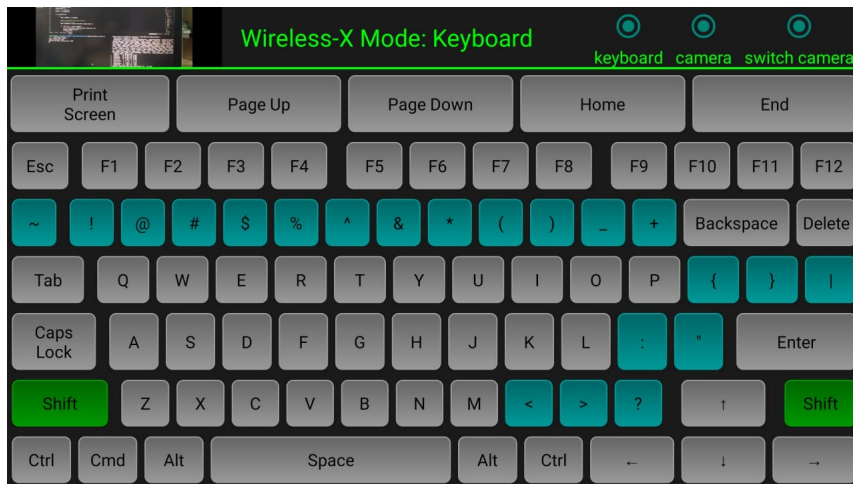 Wireless-X Mode: Keyboard
keyboard camera switch camera
Print
Screen
Page Up Page Down Home End
Esc F1 F2 F3 F4 F5 F6 F7 F8 F9 F10 F11 F12
~ ! @ # $ % ^ & * ( ) _ + Backspace Delete
Tab Q W E R T Y U I O P { } |
Caps
Lock
A S D F G H J K L : " Enter
Shift Z X C V B N M < > ? ↑ Shift
Ctrl Cmd Alt Space Alt Ctrl ← ↓ →